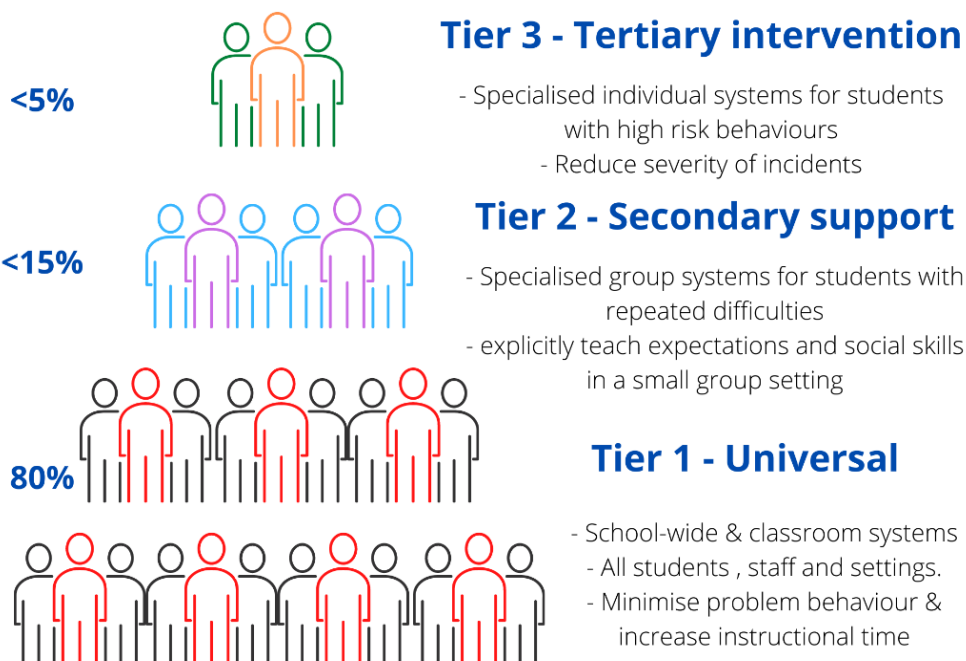 Tier 3 - Tertiary intervention
<5%
- Specialised individual systems for students
with high risk behaviours
- Reduce severity of incidents
Tier 2 - Secondary support
<15%
- Specialised group systems for students with
repeated difficulties
- explicitly teach expectations and social skills
in a small group setting
Tier 1 - Universal
80%
- School-wide & classroom systems
- All students , staff and settings.
- Minimise problem behaviour &
increase instructional time